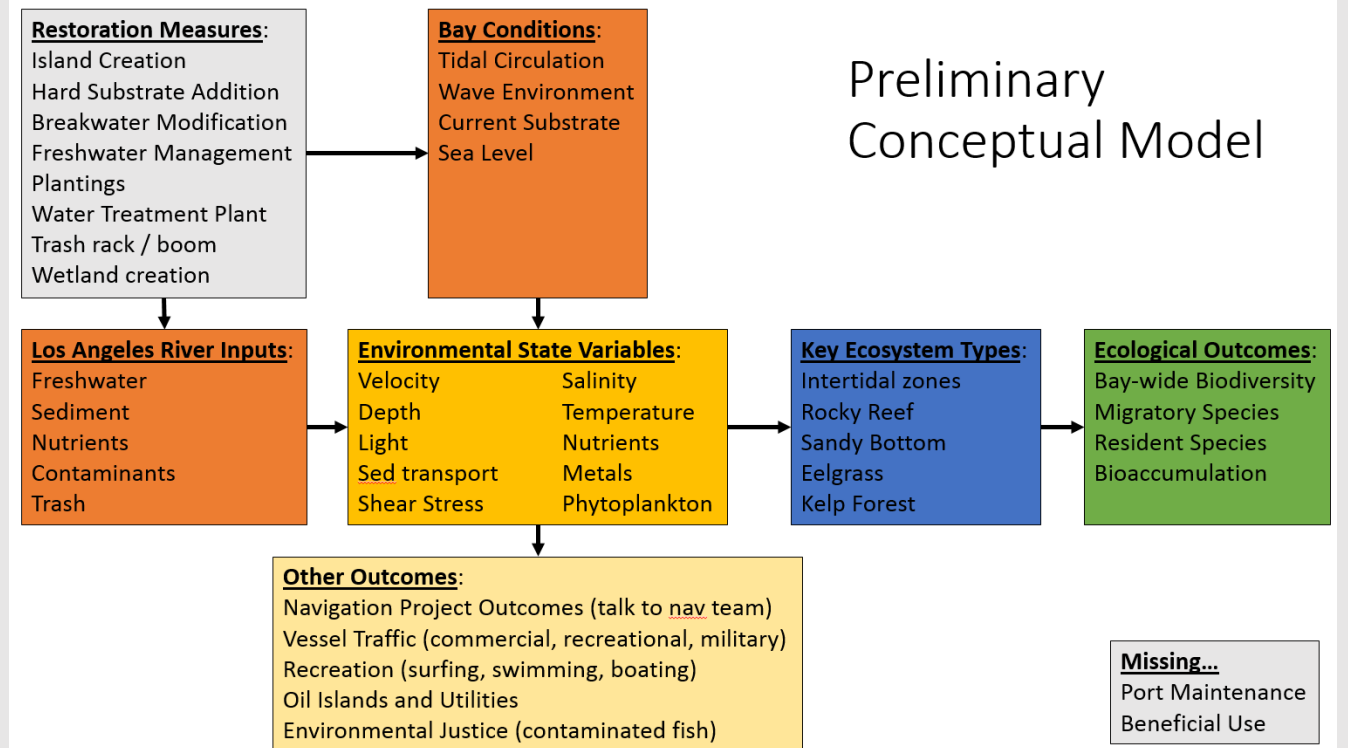 Preliminary
Conceptual Model
Restoration Measures:
Island Creation
Hard Substrate Addition
Breakwater Modification
Freshwater Management
Plantings
Water Treatment Plant
Trash rack / boom
Wetland creation
Bay Conditions:
Tidal Circulation
Wave Environment
Current Substrate
Sea Level
Los Angeles River Inputs:
Freshwater
Sediment
Nutrients
Contaminants
Trash
Environmental State Variables:
Velocity
Depth
Light
Sed transport
Shear Stress
Salinity
Temperature
Nutrients
Metals
Phytoplankton
Key Ecosystem Types:
Intertidal zones
Rocky Reef
Sandy Bottom
Eelgrass
Kelp Forest
Ecological Outcomes:
Bay-wide Biodiversity
Migratory Species
Resident Species
Bioaccumulation
Other Outcomes:
Navigation Project Outcomes (talk to nav team)
Vessel Traffic (commercial, recreational, military)
Recreation (surfing, swimming, boating)
Oil Islands and Utilities
Environmental Justice (contaminated fish)
Missing...
Port Maintenance
Beneficial Use